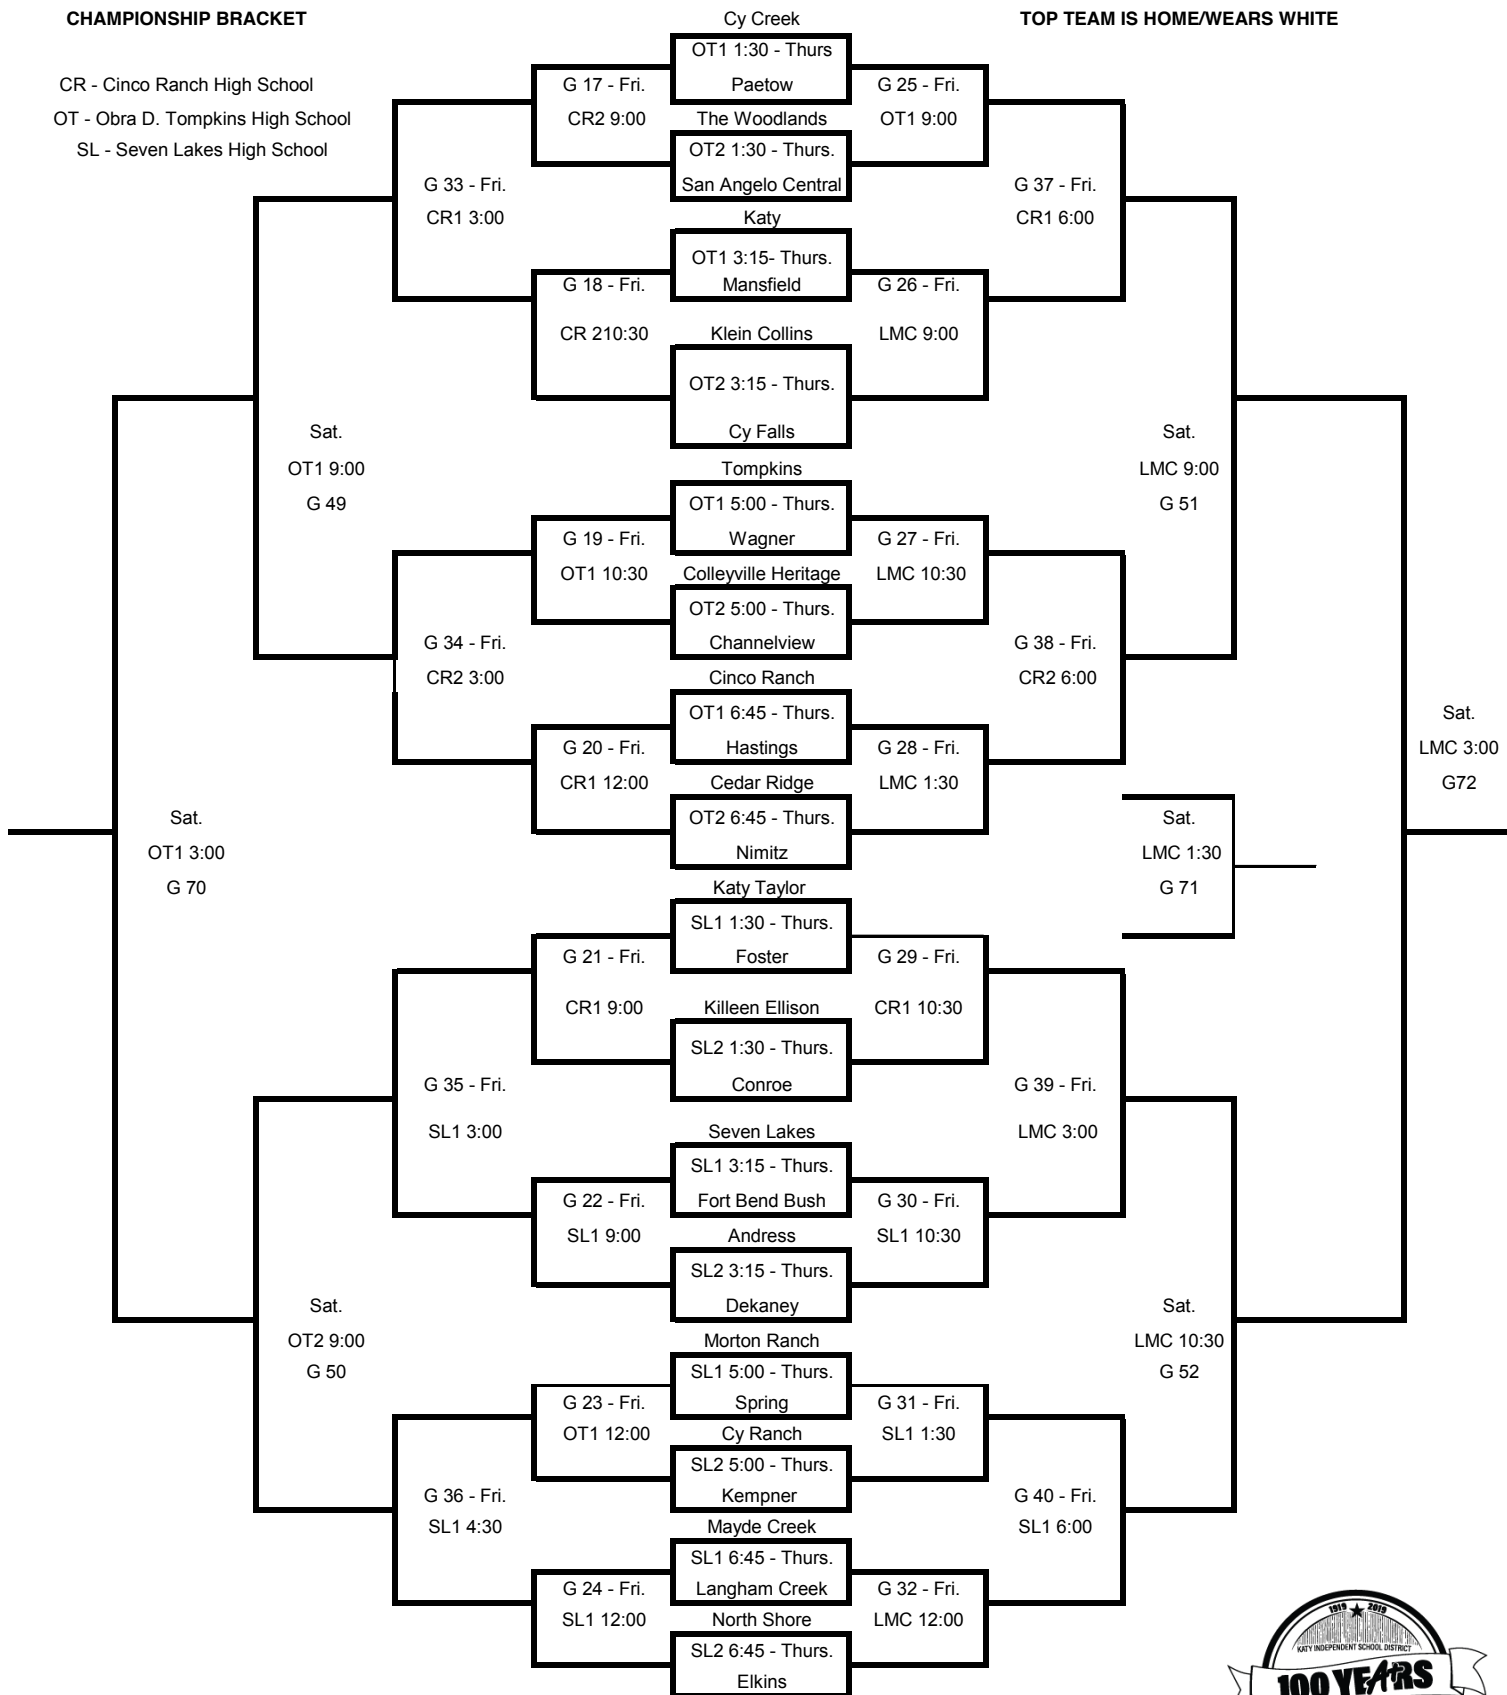 CHAMPIONSHIP BRACKET
Cy Creek
TOP TEAM IS HOME/WEARS WHITE
OT1 1:30 - Thurs
CR - Cinco Ranch High School
G 17 - Fri.
Paetow
G 25 - Fri.
OT - Obra D. Tompkins High School
CR2 9:00
The Woodlands
OT1 9:00
SL - Seven Lakes High School
OT2 1:30 - Thurs.
G 33 - Fri.
San Angelo Central
G 37 - Fri.
CR1 3:00
Katy
CR1 6:00
OT1 3:15- Thurs.
G 18 - Fri.
Mansfield
G 26 - Fri.
CR 210:30
Klein Collins
LMC 9:00
OT2 3:15 - Thurs.
Sat.
Cy Falls
Sat.
OT1 9:00
Tompkins
LMC 9:00
G 49
OT1 5:00 - Thurs.
G 51
G 19 - Fri.
Wagner
G 27 - Fri.
OT1 10:30
Colleyville Heritage
LMC 10:30
OT2 5:00 - Thurs.
G 34 - Fri.
Channelview
G 38 - Fri.
CR2 3:00
Cinco Ranch
CR2 6:00
OT1 6:45 - Thurs.
Sat.
G 20 - Fri.
Hastings
G 28 - Fri.
LMC 3:00
CR1 12:00
Cedar Ridge
LMC 1:30
G72
Sat.
OT2 6:45 - Thurs.
Sat.
OT1 3:00
Nimitz
LMC 1:30
G 70
Katy Taylor
G 71
SL1 1:30 - Thurs.
G 21 - Fri.
Foster
G 29 - Fri.
CR1 9:00
Killeen Ellison
CR1 10:30
SL2 1:30 - Thurs.
G 35 - Fri.
Conroe
G 39 - Fri.
SL1 3:00
Seven Lakes
LMC 3:00
SL1 3:15 - Thurs.
G 22 - Fri.
Fort Bend Bush
G 30 - Fri.
SL1 9:00
Andress
SL1 10:30
SL2 3:15 - Thurs.
Sat.
Dekaney
Sat.
OT2 9:00
Morton Ranch
LMC 10:30
G 50
SL1 5:00 - Thurs.
G 52
G 23 - Fri.
Spring
G 31 - Fri.
OT1 12:00
Cy Ranch
SL1 1:30
SL2 5:00 - Thurs.
G 36 - Fri.
Kempner
G 40 - Fri.
SL1 4:30
Mayde Creek
SL1 6:00
SL1 6:45 - Thurs.
G 24 - Fri.
Langham Creek
G 32 - Fri.
SL1 12:00
North Shore
LMC 12:00
SL2 6:45 - Thurs.
Elkins
1919 2019
KATY INDEPENDENT SCHOOL DISTRICT
100 YEARS